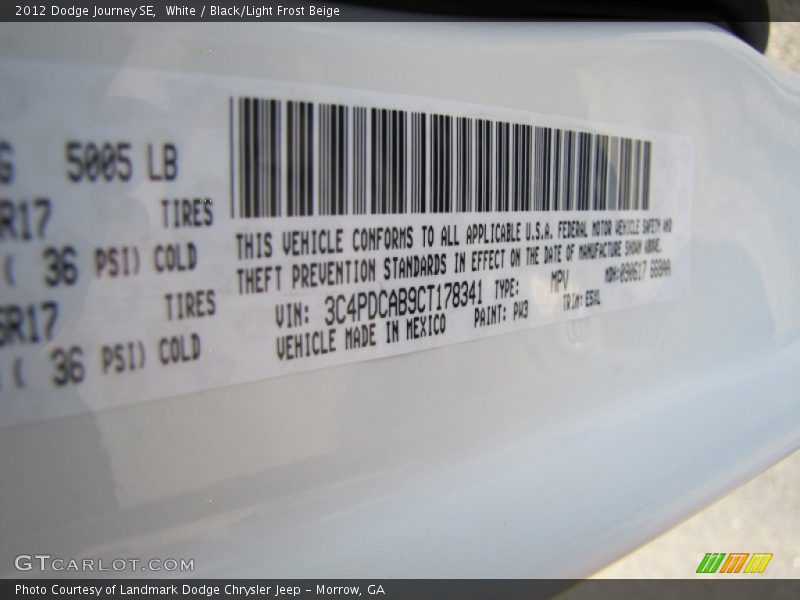 2012 Dodge Journey SE,  White / Black/Light Frost Beige
G 5005 LB
R17 TIRES
( 36 PSI) COLD
5R17 TIRES
( 36 PSI) COLD
THIS VEHICLE CONFORMS TO ALL APPLICABLE U.S.A. FEDERAL MOTOR VEHICLE SAFETY AND
THEFT PREVENTION STANDARDS IN EFFECT ON THE DATE OF MANUFACTURE SHOWN ABOVE.
VIN: 3C4PDCAB9CT178341 TYPE: MPV
VEHICLE MADE IN MEXICO PAINT: PW3 TRIM:
GTCARLOT.COM
Photo Courtesy of Landmark Dodge Chrysler Jeep – Morrow, GA